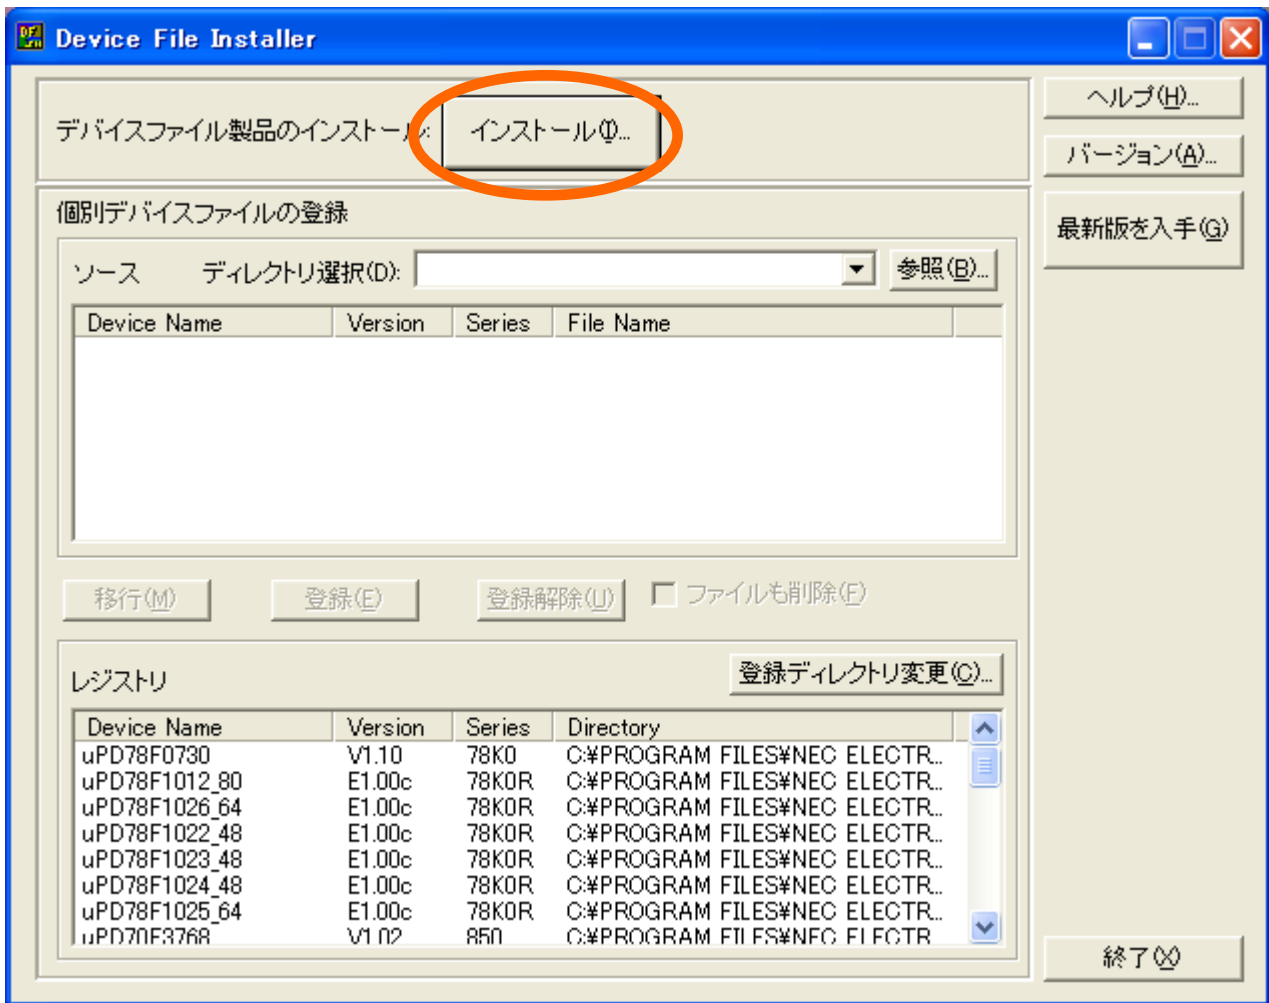 Device File Installer
デバイスファイル製品のインストール:
インストール(I)...
ヘルプ(H)...
バージョン(A)...
最新版を入手(G)
個別デバイスファイルの登録
ソース ディレクトリ選択(D): 参照(B)...
Device Name Version Series File Name
移行(M) 登録(E) 登録解除(U) ファイルも削除(F)
レジストリ 登録ディレクトリ変更(C)...
Device Name Version Series Directory
uPD78F0730 V1.10 78K0 C:¥PROGRAM FILES¥NEC ELECTR...
uPD78F1012_80 E1.00c 78K0R C:¥PROGRAM FILES¥NEC ELECTR...
uPD78F1026_64 E1.00c 78K0R C:¥PROGRAM FILES¥NEC ELECTR...
uPD78F1022_48 E1.00c 78K0R C:¥PROGRAM FILES¥NEC ELECTR...
uPD78F1023_48 E1.00c 78K0R C:¥PROGRAM FILES¥NEC ELECTR...
uPD78F1024_48 E1.00c 78K0R C:¥PROGRAM FILES¥NEC ELECTR...
uPD78F1025_64 E1.00c 78K0R C:¥PROGRAM FILES¥NEC ELECTR...
uPD70F3768 V1.02 850 C:¥PROGRAM FILES¥NEC ELECTR
終了(X)